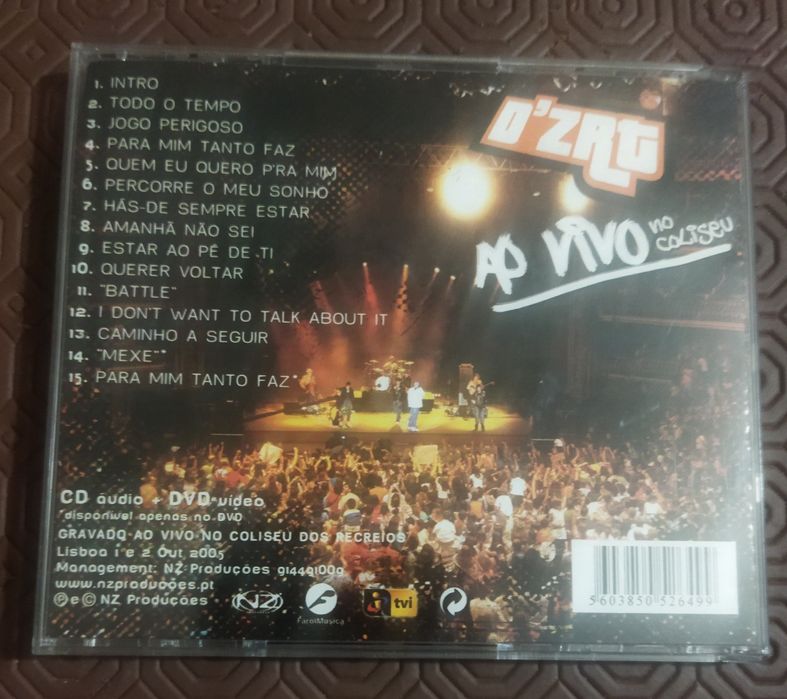 1. INTRO
2. TODO O TEMPO
3. JOGO PERIGOSO
4. PARA MIM TANTO FAZ
5. QUEM EU QUERO P'RA MIM
6. PERCORRE O MEU SONHO
7. HÁS-DE SEMPRE ESTAR
8. AMANHÃ NÃO SEI
9. ESTAR AO PÉ DE TI
10. QUERER VOLTAR
11. "BATTLE"
12. I DON'T WANT TO TALK ABOUT IT
13. CAMINHO A SEGUIR
14. "MEXE"*
15. PARA MIM TANTO FAZ*
D'ZRT
AO VIVO no COLISEU
CD áudio + DVD*vídeo
*disponível apenas no DVD
GRAVADO AO VIVO NO COLISEU DOS RECREIOS
Lisboa 1 e 2 Out 2005
Management: NZ Produções 914491009
www.nzproduções.pt
℗ e © NZ Produções
NZ
FarolMúsica
tvi
5603850 526499